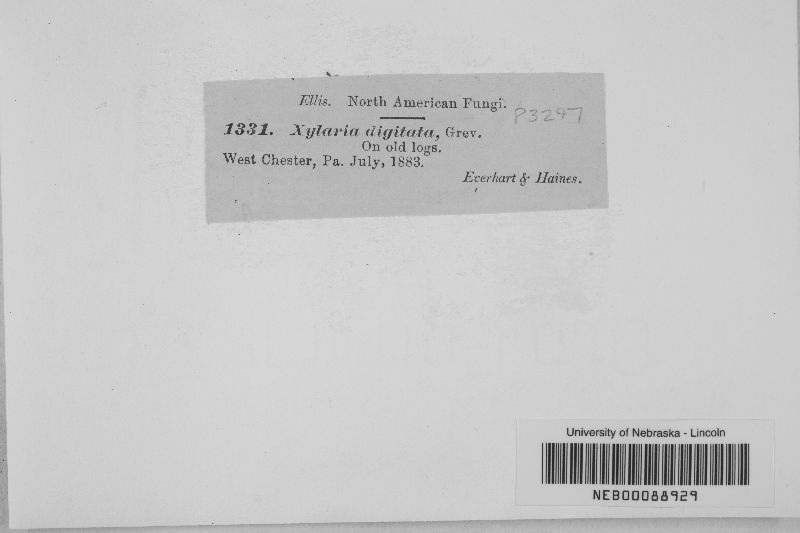 Ellis. North American Fungi.
P3297
1331. Xylaria digitata, Grev.
On old logs.
West Chester, Pa. July, 1883.
Everhart & Haines.
University of Nebraska - Lincoln
NEB00088929